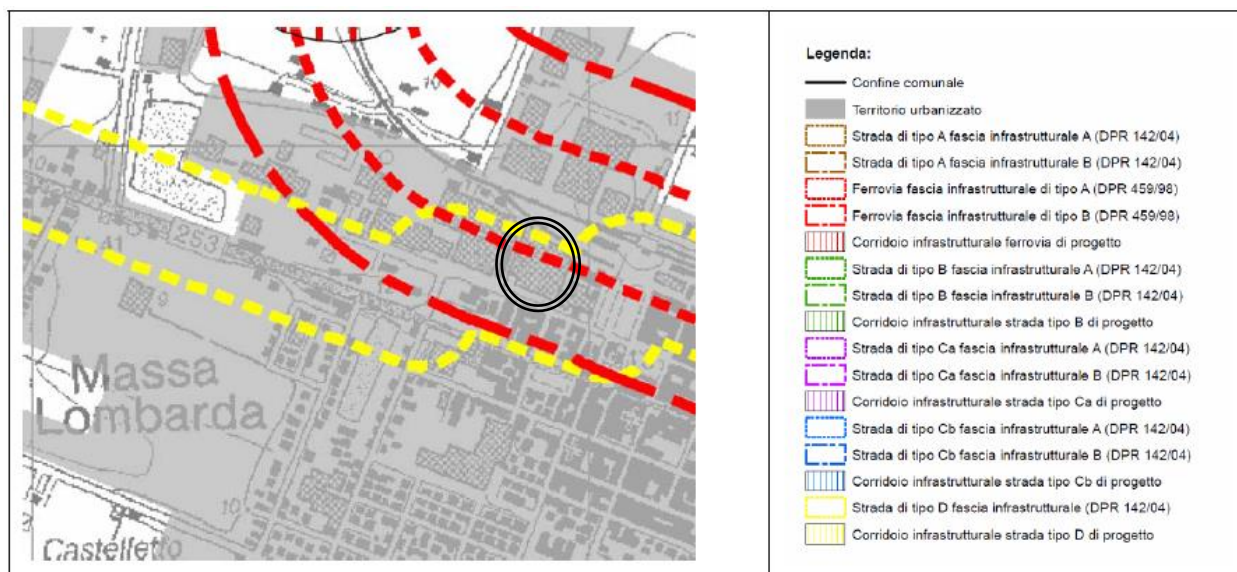 10
11
10
253
41
9
Massa
Lombarda
10
Castelletto
Legenda:
Confine comunale
Territorio urbanizzato
Strada di tipo A fascia infrastrutturale A (DPR 142/04)
Strada di tipo A fascia infrastrutturale B (DPR 142/04)
Ferrovia fascia infrastrutturale di tipo A (DPR 459/98)
Ferrovia fascia infrastrutturale di tipo B (DPR 459/98)
Corridoio infrastrutturale ferrovia di progetto
Strada di tipo B fascia infrastrutturale A (DPR 142/04)
Strada di tipo B fascia infrastrutturale B (DPR 142/04)
Corridoio infrastrutturale strada tipo B di progetto
Strada di tipo Ca fascia infrastrutturale A (DPR 142/04)
Strada di tipo Ca fascia infrastrutturale B (DPR 142/04)
Corridoio infrastrutturale strada tipo Ca di progetto
Strada di tipo Cb fascia infrastrutturale A (DPR 142/04)
Strada di tipo Cb fascia infrastrutturale B (DPR 142/04)
Corridoio infrastrutturale strada tipo Cb di progetto
Strada di tipo D fascia infrastrutturale (DPR 142/04)
Corridoio infrastrutturale strada tipo D di progetto